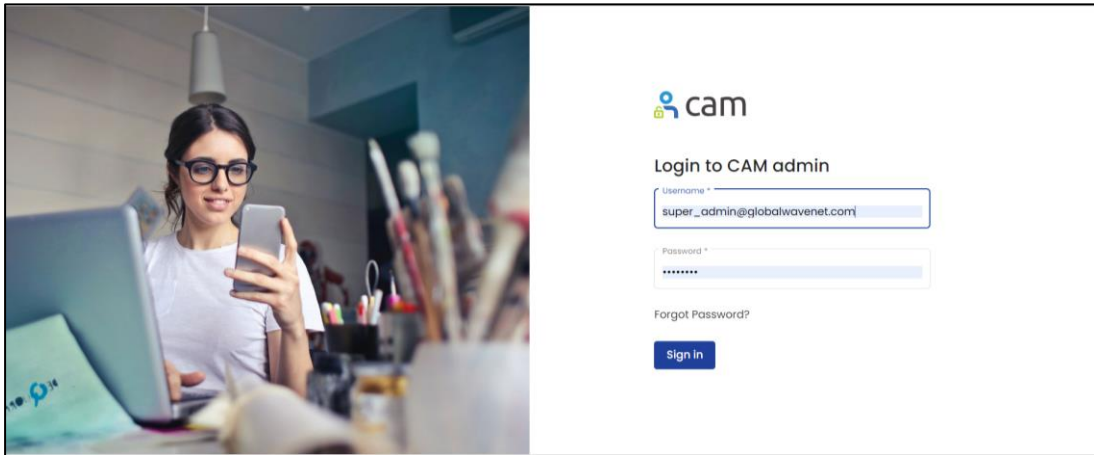 cam
Login to CAM admin
Username *
super_admin@globalwavenet.com
Password *
••••••••
Forgot Password?
Sign in